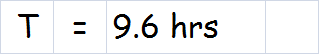 T = 9.6 hrs